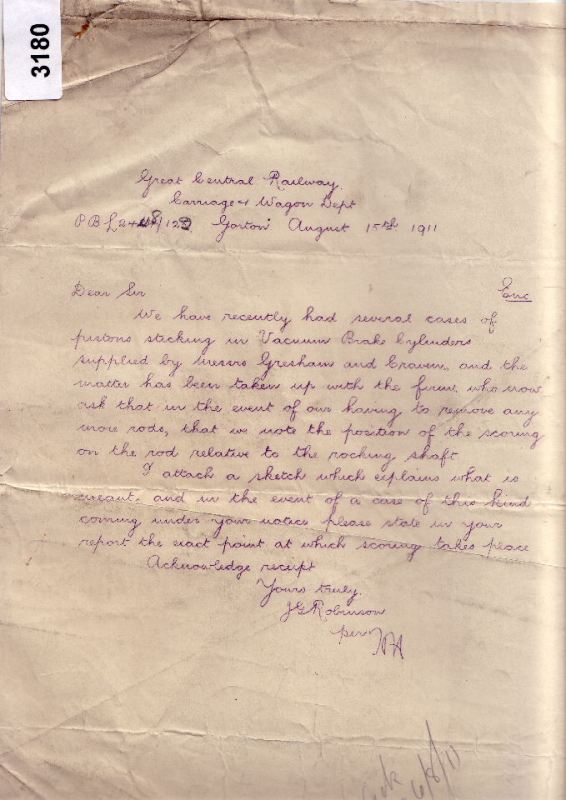 3180
Great Central Railway.
Carriage & Wagon Dept
Gorton August 15th 1911
Dear Sir Enc
We have recently had several cases of
pistons sticking in Vacuum Brake Cylinders
supplied by Messrs Gresham and Craven. and the
matter has been taken up with the firm. who now
ask that in the event of our having to remove any
more rods, that we note the position of the scoring
on the rod relative to the rocking shaft
I attach a sketch which explains what is
meant. and in the event of a case of this kind
coming under your notice please state in your
report the exact point at which scoring takes place
Acknowledge receipt
Yours truly.
JG Robinson
per